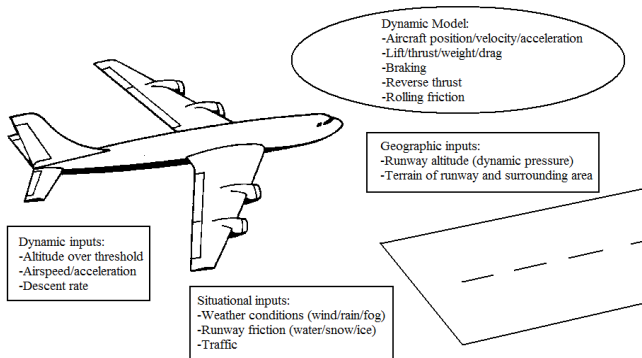 Dynamic Model:
-Aircraft position/velocity/acceleration
-Lift/thrust/weight/drag
-Braking
-Reverse thrust
-Rolling friction
Geographic inputs:
-Runway altitude (dynamic pressure)
-Terrain of runway and surrounding area
Dynamic inputs:
-Altitude over threshold
-Airspeed/acceleration
-Descent rate
Situational inputs:
-Weather conditions (wind/rain/fog)
-Runway friction (water/snow/ice)
-Traffic